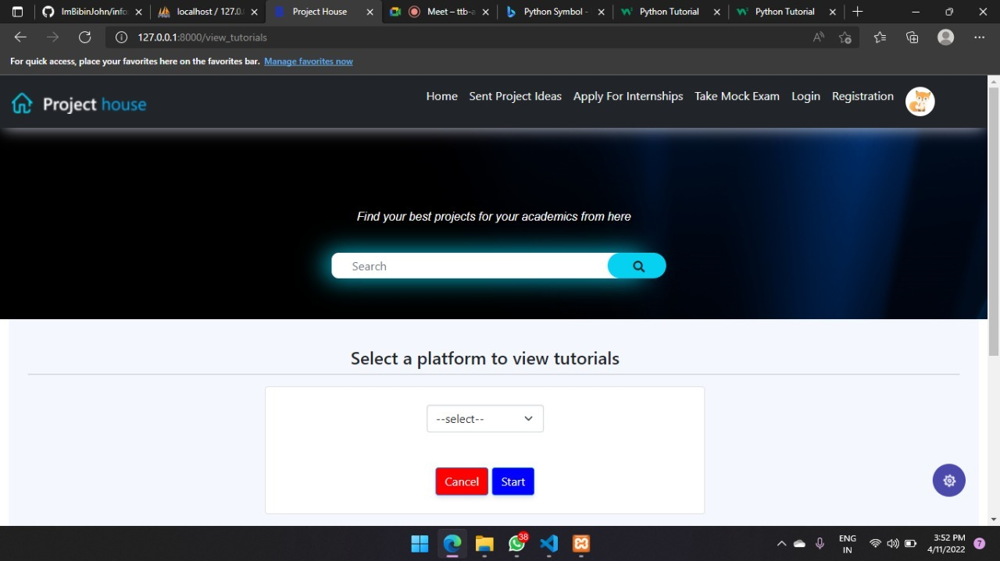 ImBibinJohn/info
localhost / 127.0.
Project House
Meet – ttb-a
Python Symbol -
Python Tutorial
Python Tutorial
127.0.0.1:8000/view_tutorials
For quick access, place your favorites here on the favorites bar. Manage favorites now
Project house
Home Sent Project Ideas Apply For Internships Take Mock Exam Login Registration
Find your best projects for your academics from here
Search
Select a platform to view tutorials
--select--
Cancel Start
38
ENG
IN
3:52 PM
4/11/2022
7